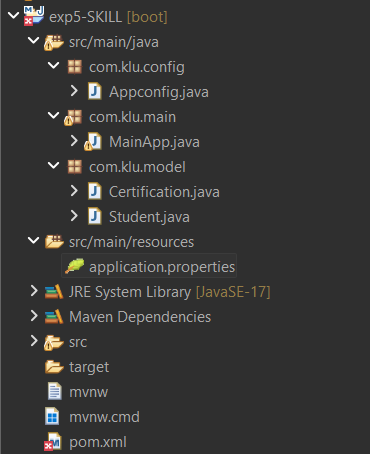 exp5-SKILL [boot]
src/main/java
com.klu.config
Appconfig.java
com.klu.main
MainApp.java
com.klu.model
Certification.java
Student.java
src/main/resources
application.properties
JRE System Library [JavaSE-17]
Maven Dependencies
src
target
mvnw
mvnw.cmd
pom.xml